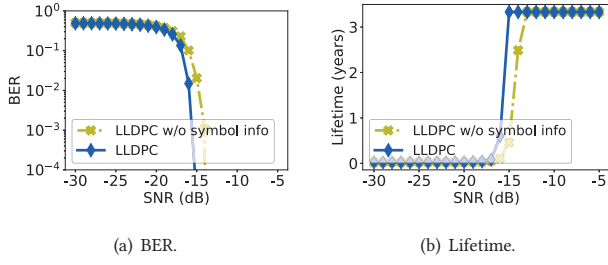 10⁰
10⁻¹
10⁻²
10⁻³
10⁻⁴
BER
LLDPC w/o symbol info
LLDPC
-30 -25 -20 -15 -10 -5
SNR (dB)
(a) BER.
3
2
1
0
Lifetime (years)
LLDPC w/o symbol info
LLDPC
-30 -25 -20 -15 -10 -5
SNR (dB)
(b) Lifetime.